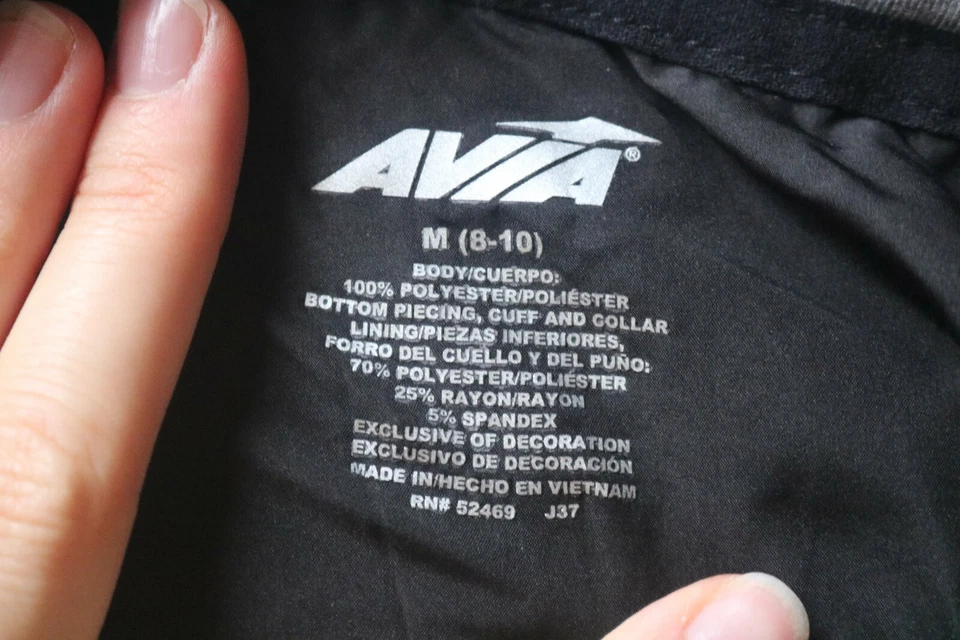 AVIA®
M (8-10)
BODY/CUERPO:
100% POLYESTER/POLIÉSTER
BOTTOM PIECING, CUFF AND COLLAR
LINING/PIEZAS INFERIORES,
FORRO DEL CUELLO Y DEL PUÑO:
70% POLYESTER/POLIÉSTER
25% RAYON/RAYON
5% SPANDEX
EXCLUSIVE OF DECORATION
EXCLUSIVO DE DECORACIÓN
MADE IN/HECHO EN VIETNAM
RN# 52469 J37